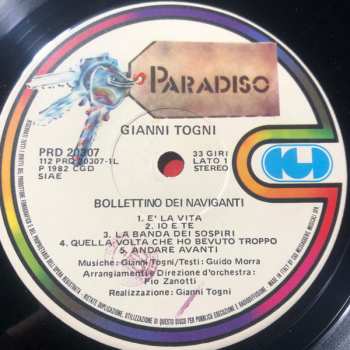 PARADISO
GIANNI TOGNI
PRD 20307
112 PRD 20307-1L
P 1982 CGD
SIAE
33 GIRI
LATO 1
STEREO
BOLLETTINO DEI NAVIGANTI
1. E' LA VITA
2. IO E TE
3. LA BANDA DEI SOSPIRI
4. QUELLA VOLTA CHE HO BEVUTO TROPPO
5. ANDARE AVANTI
Musiche: Gianni Togni/Testi: Guido Morra
Arrangiamenti e Direzione d'orchestra:
Pio Zanotti
Realizzazione: Gianni Togni